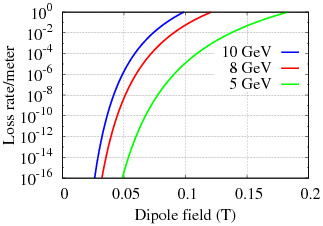 10^0
10^-2
10^-4
10^-6
10^-8
10^-10
10^-12
10^-14
10^-16
Loss rate/meter
10 GeV
8 GeV
5 GeV
0 0.05 0.1 0.15 0.2
Dipole field (T)